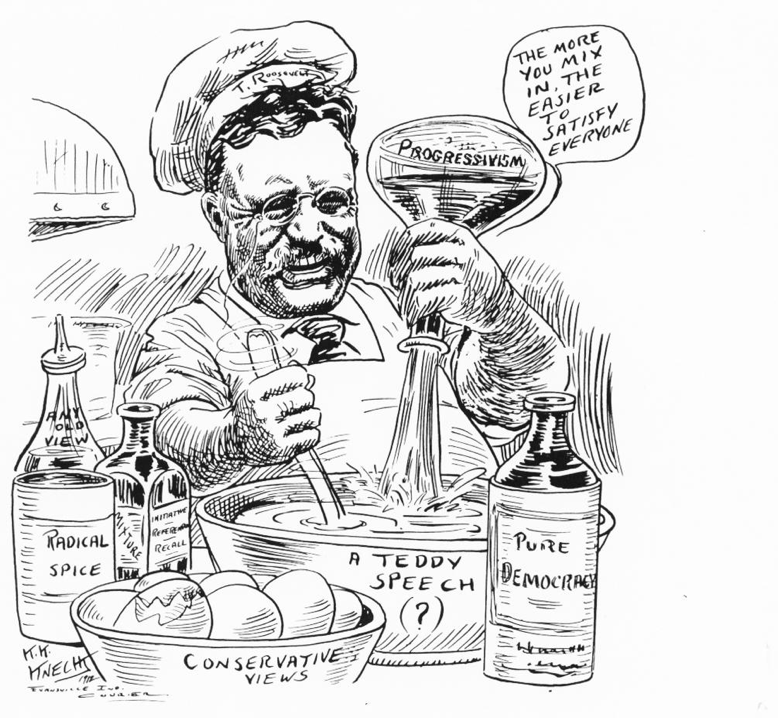 T. ROOSEVELT
THE MORE
YOU MIX
IN, THE
EASIER
TO
SATISFY
EVERYONE
PROGRESSIVISM
ANY
OLD
VIEW
RADICAL
SPICE
MIXTURE
INITIATIVE
REFERENDUM
RECALL
A TEDDY
SPEECH
(?)
PURE
DEMOCRACY
CONSERVATIVE
VIEWS
K.K.
KNECHT
1912
EVANSVILLE IND.
COURIER